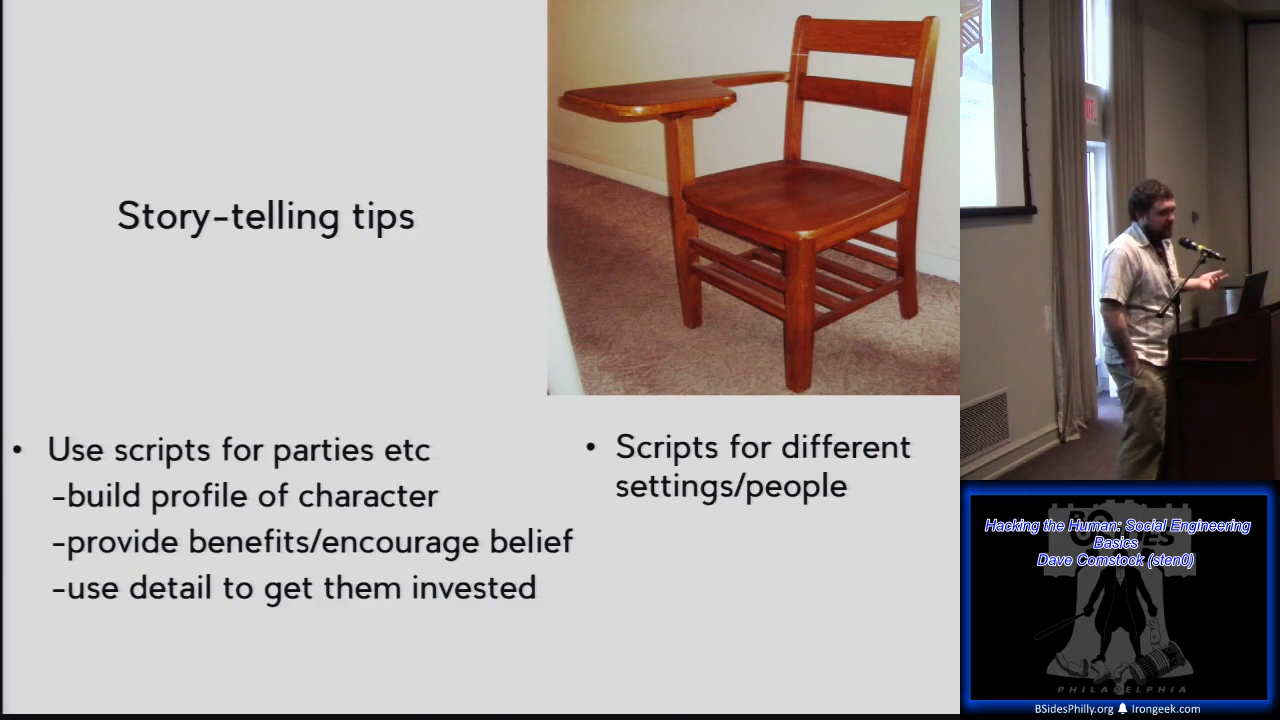 Story-telling tips
• Use scripts for parties etc
-build profile of character
-provide benefits/encourage belief
-use detail to get them invested
• Scripts for different
settings/people
Hacking the Human: Social Engineering
Basics
Dave Comstock (sten0)
PHILADELPHIA
BSidesPhilly.org Irongeek.com